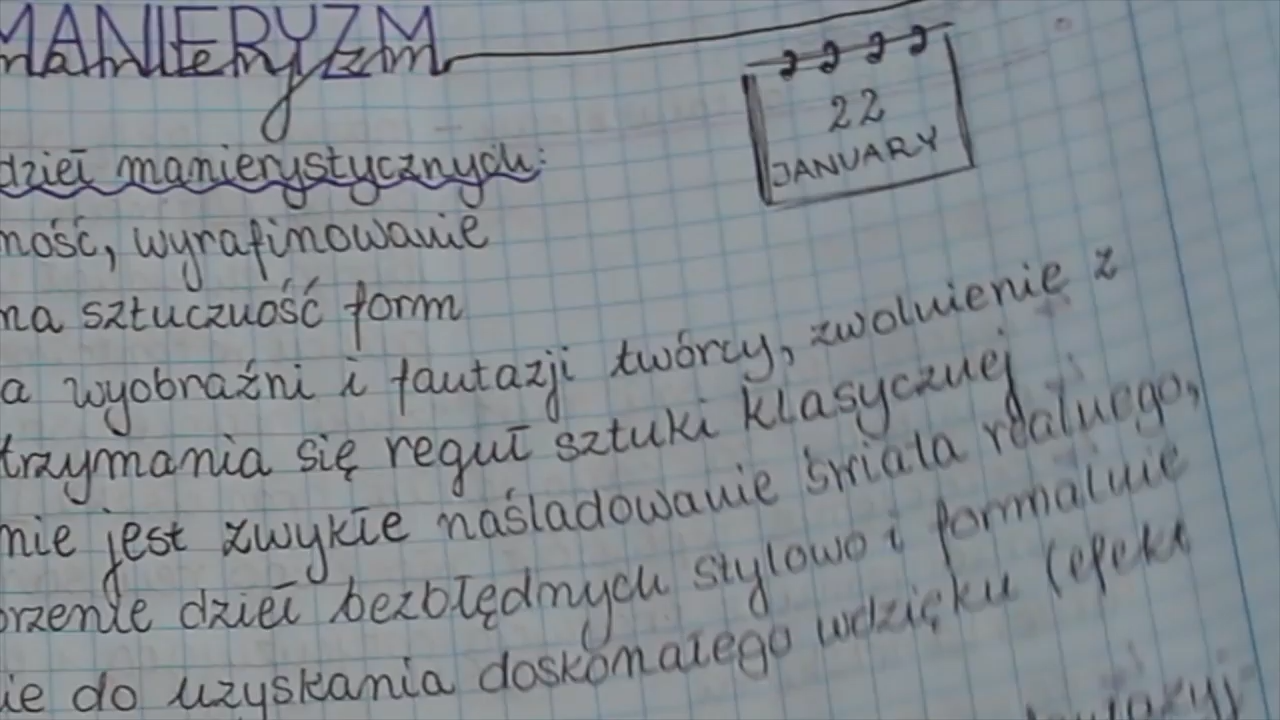 MANIERYZM
manieryzm
22
JANUARY
dzieł manierystycznych:
ność, wyrafinowanie
na sztuczność form
a wyobraźni i fantazji twórcy, zwolnienie z
trzymania się reguł sztuki klasycznej
nie jest zwykłe naśladowanie świata realnego,
orzenie dzieł bezbłędnych stylowo i formalnie
ie do uzyskania doskonałego wdzięku (efekt